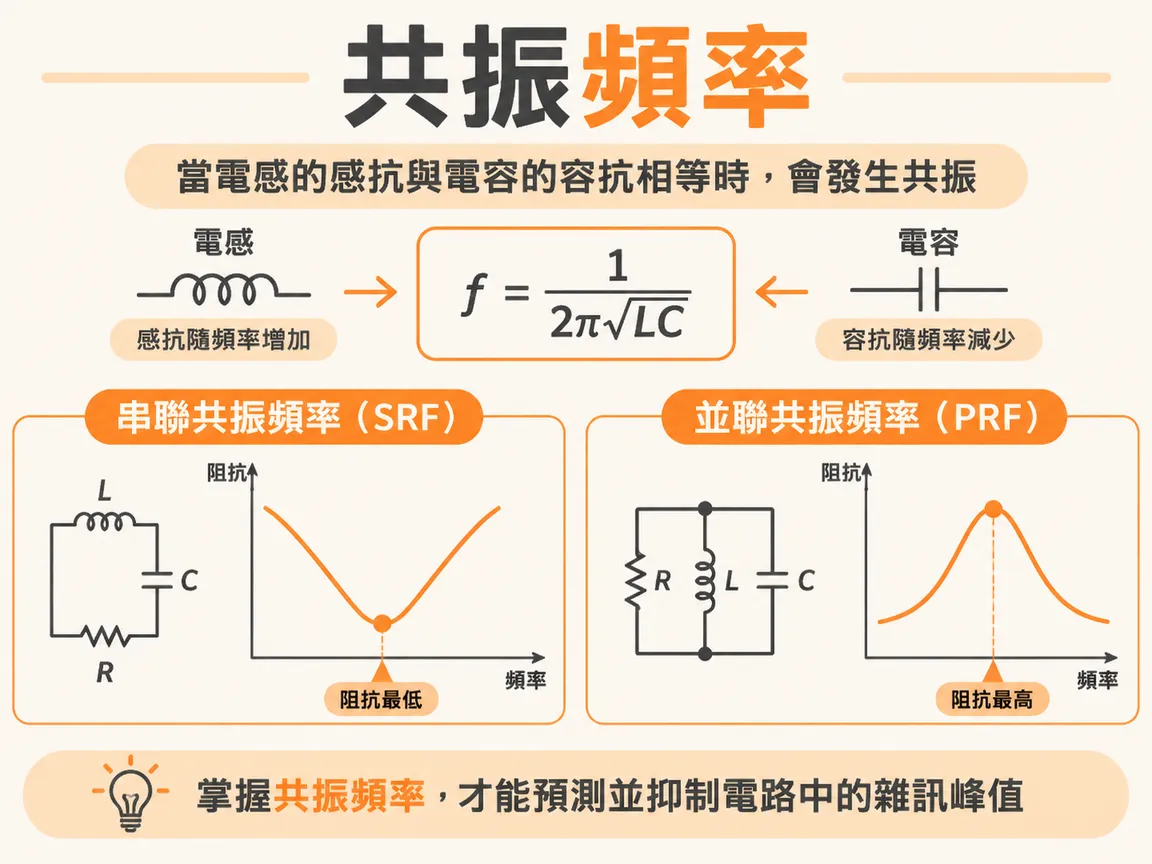 共振頻率
當電感的感抗與電容的容抗相等時，會發生共振
電感
感抗隨頻率增加
f = 1 / 2π√LC
電容
容抗隨頻率減少
串聯共振頻率（SRF）
阻抗
L
C
R
頻率
阻抗最低
並聯共振頻率（PRF）
阻抗
R
L
C
頻率
阻抗最高
掌握共振頻率，才能預測並抑制電路中的雜訊峰值